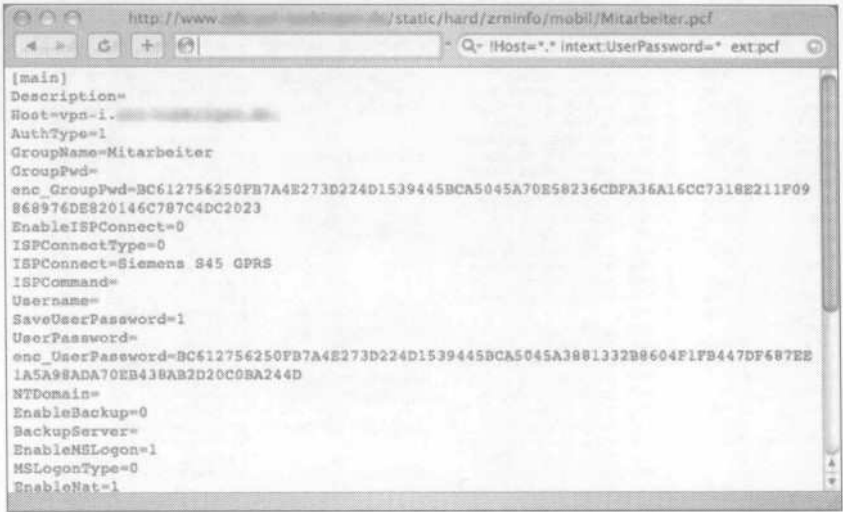 http://www. /static/hard/zrninfo/mobil/Mitarbeiter.pcf
!Host=*.* intext:UserPassword=* ext:pcf
[main]
Description=
Host=vpn-i.
AuthType=1
GroupName=Mitarbeiter
GroupPwd=
enc_GroupPwd=BC612756250FB7A4E273D224D1539445BCA5045A70E58236CDFA36A16CC7318E211F09
868976DE820146C787C4DC2023
EnableISPConnect=0
ISPConnectType=0
ISPConnect=Siemens S45 GPRS
ISPCommand=
Username=
SaveUserPassword=1
UserPassword=
enc_UserPassword=BC612756250FB7A4E273D224D1539445BCA5045A3881332B8604F1FB447DF687EE
1A5A98ADA70EB438AB2D20C0BA244D
NTDomain=
EnableBackup=0
BackupServer=
EnableMSLogon=1
MSLogonType=0
EnableNat=1